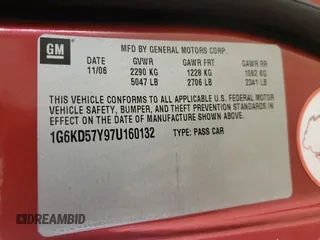 GM
MFD BY GENERAL MOTORS CORP.
11/06 GVWR GAWR FRT GAWR RR
2290 KG 1228 KG 1062 KG
5047 LB 2706 LB 2341 LB
THIS VEHICLE CONFORMS TO ALL APPLICABLE U.S. FEDERAL MOTOR
VEHICLE SAFETY, BUMPER, AND THEFT PREVENTION STANDARDS
IN EFFECT ON THE DATE OF MANUFACTURE SHOWN ABOVE.
1G6KD57Y97U160132 TYPE: PASS CAR
DREAMBID